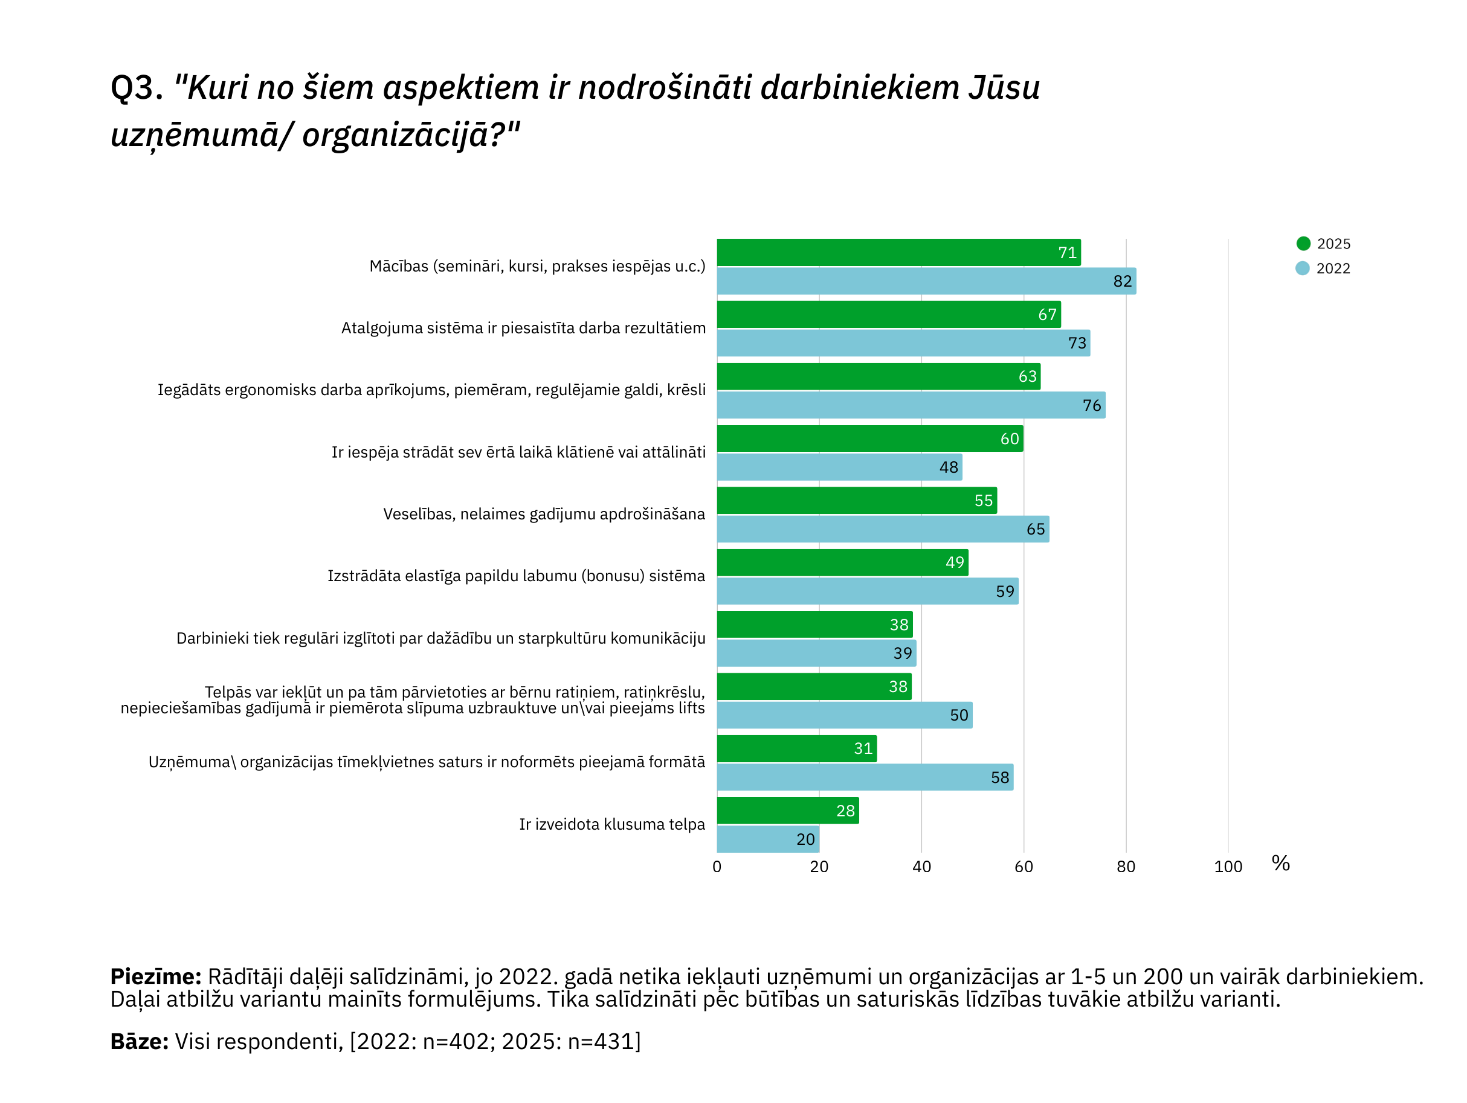 Q3. "Kuri no šiem aspektiem ir nodrošināti darbiniekiem Jūsu
uzņēmumā/ organizācijā?"
2025
2022
Mācības (semināri, kursi, prakses iespējas u.c.)
71
82
Atalgojuma sistēma ir piesaistīta darba rezultātiem
67
73
Iegādāts ergonomisks darba aprīkojums, piemēram, regulējamie galdi, krēsli
63
76
Ir iespēja strādāt sev ērtā laikā klātienē vai attālināti
60
48
Veselības, nelaimes gadījumu apdrošināšana
55
65
Izstrādāta elastīga papildu labumu (bonusu) sistēma
49
59
Darbinieki tiek regulāri izglītoti par dažādību un starpkultūru komunikāciju
38
39
Telpās var iekļūt un pa tām pārvietoties ar bērnu ratiņiem, ratiņkrēslu,
nepieciešamības gadījumā ir piemērota slīpuma uzbrauktuve un\vai pieejams lifts
38
50
Uzņēmuma\ organizācijas tīmekļvietnes saturs ir noformēts pieejamā formātā
31
58
Ir izveidota klusuma telpa
28
20
0 20 40 60 80 100 %
Piezīme: Rādītāji daļēji salīdzināmi, jo 2022. gadā netika iekļauti uzņēmumi un organizācijas ar 1-5 un 200 un vairāk darbiniekiem.
Daļai atbilžu variantu mainīts formulējums. Tika salīdzināti pēc būtības un saturiskās līdzības tuvākie atbilžu varianti.
Bāze: Visi respondenti, [2022: n=402; 2025: n=431]